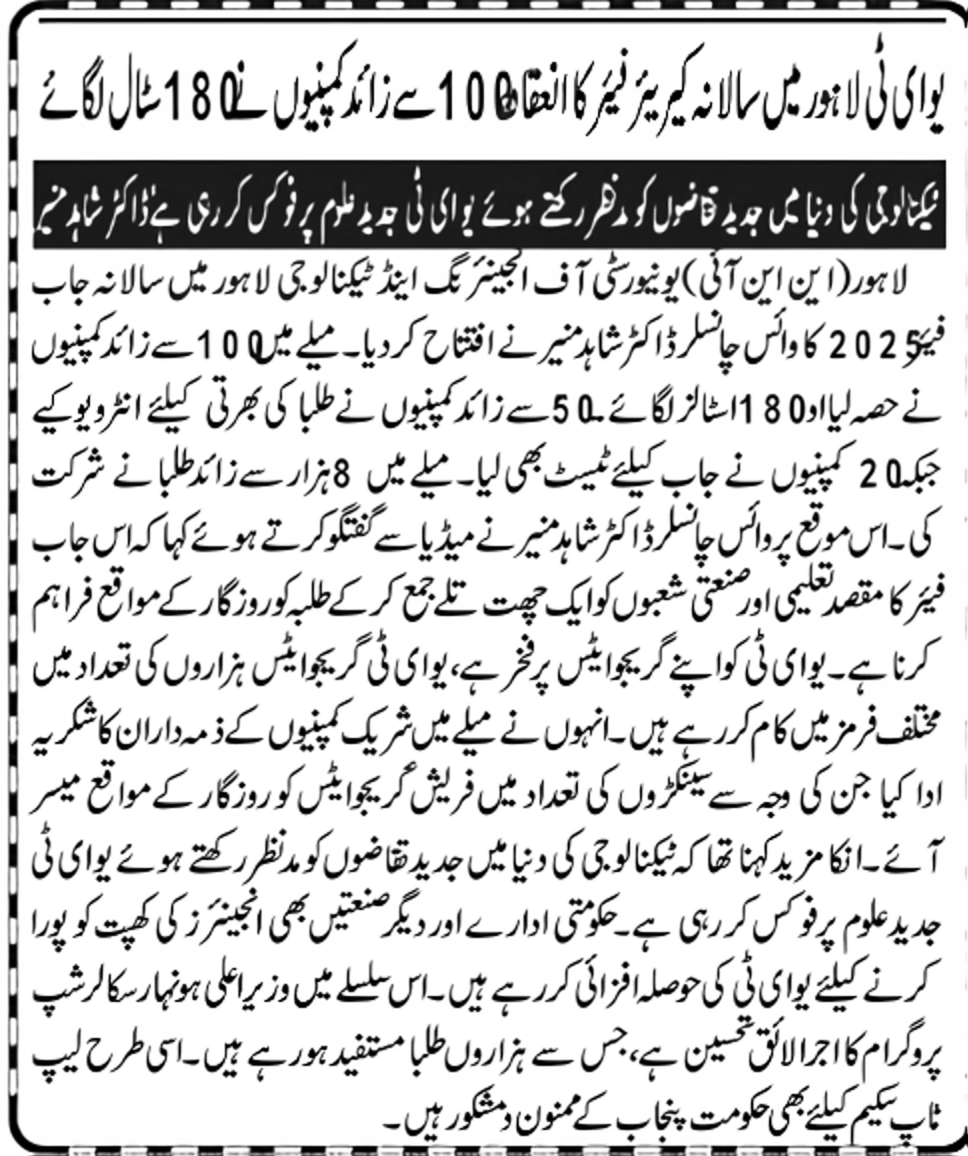 یوای ٹی لاہور میں سالانہ کیریئر فیئر کا انعقاد 100 سے زائد کمپنیوں نے 180 سٹال لگائے
ٹیکنالوجی کی دنیا میں جدید تقاضوں کو مدنظر رکھتے ہوئے یو ای ٹی جدید علوم پر فوکس کر رہی ہے ڈاکٹر شاہد منیر
لاہور (این این آئی) یونیورسٹی آف انجینئرنگ اینڈ ٹیکنالوجی لاہور میں سالانہ جاب
فیئر 2025 کا وائس چانسلر ڈاکٹر شاہد منیر نے افتتاح کر دیا۔ میلے میں 100 سے زائد کمپنیوں
نے حصہ لیا او 180 اسٹالز لگائے۔ 50 سے زائد کمپنیوں نے طلبا کی بھرتی کیلئے انٹرویو کیے
جبکہ 20 کمپنیوں نے جاب کیلئے ٹیسٹ بھی لیا۔ میلے میں 8 ہزار سے زائد طلبا نے شرکت
کی۔ اس موقع پر وائس چانسلر ڈاکٹر شاہد منیر نے میڈیا سے گفتگو کرتے ہوئے کہا کہ اس جاب
فیئر کا مقصد تعلیمی اور صنعتی شعبوں کو ایک چھت تلے جمع کر کے طلبہ کو روزگار کے مواقع فراہم
کرنا ہے۔ یو ای ٹی کو اپنے گریجوایٹس پر فخر ہے، یو ای ٹی گریجوایٹس ہزاروں کی تعداد میں
مختلف فرمز میں کام کر رہے ہیں۔ انہوں نے میلے میں شریک کمپنیوں کے ذمہ داران کا شکریہ
ادا کیا جن کی وجہ سے سینکڑوں کی تعداد میں فریش گریجوایٹس کو روزگار کے مواقع میسر
آئے۔ انکا مزید کہنا تھا کہ ٹیکنالوجی کی دنیا میں جدید تقاضوں کو مدنظر رکھتے ہوئے یو ای ٹی
جدید علوم پر فوکس کر رہی ہے۔ حکومتی ادارے اور دیگر صنعتیں بھی انجینئرز کی کھپت کو پورا
کرنے کیلئے یو ای ٹی کی حوصلہ افزائی کر رہے ہیں۔ اس سلسلے میں وزیر اعلی ہونہار سکالرشپ
پروگرام کا اجرا لائق تحسین ہے، جس سے ہزاروں طلبا مستفید ہو رہے ہیں۔ اسی طرح لیپ
ٹاپ سکیم کیلئے بھی حکومت پنجاب کے ممنون و مشکور ہیں۔